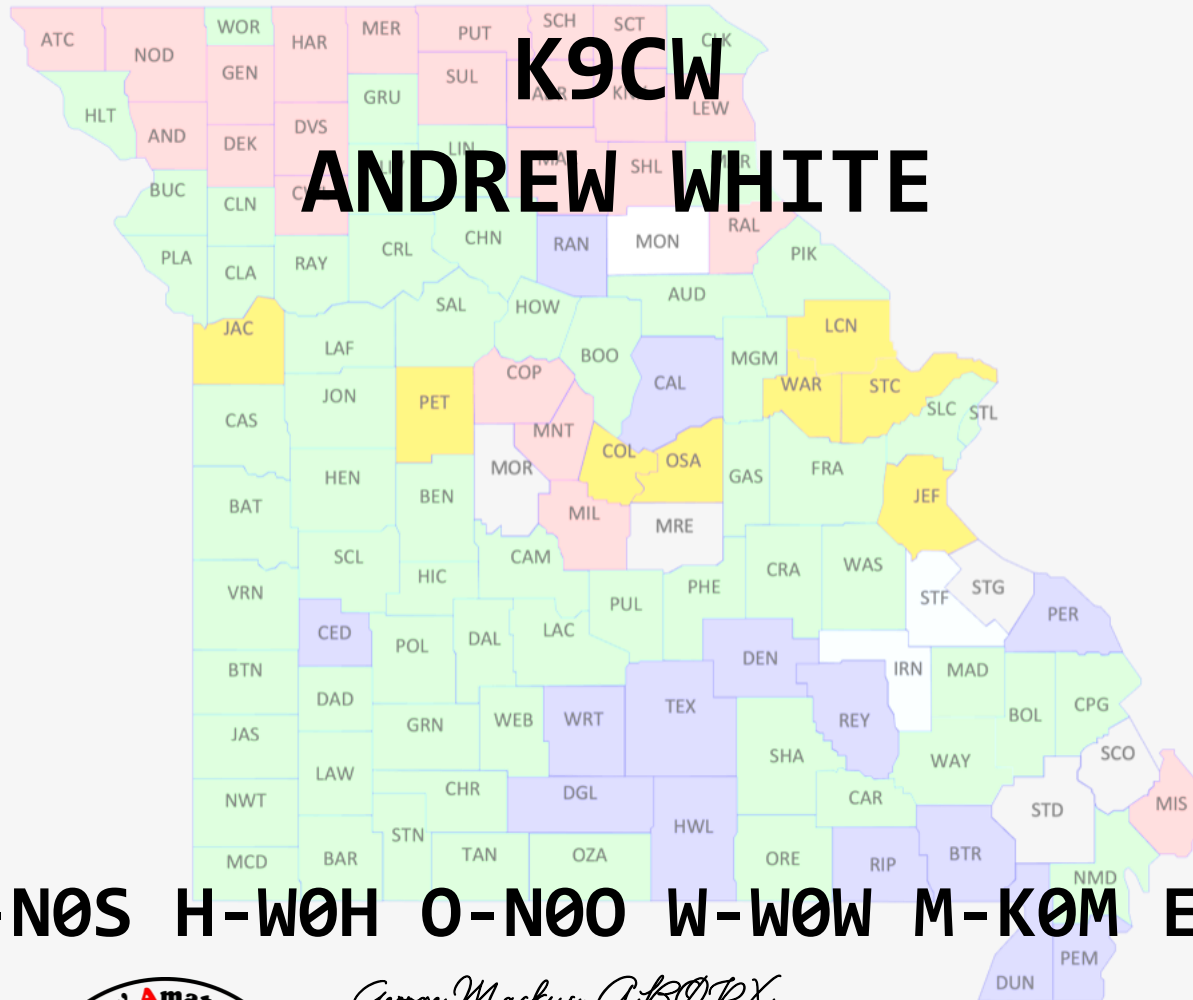 WOR SCH SCT
ATC HAR MER PUT CLK
NOD
K9CW
GEN SUL
HLT GRU ADR KNX LEW
AND DEK DVS
LIN MAC SHL
ANDREW WHITE
BUC CLN
CHN RAL
RAN MON
PLA CLA RAY CRL PIK
SAL HOW AUD
JAC LCN
LAF BOO MGM
COP CAL WAR STC
PET
JON SLC STL
CAS MNT
COL OSA
MOR FRA
HEN BEN GAS
BAT JEF
MIL MRE
SCL CAM CRA WAS
HIC PHE STG
VRN PUL STF
PER
CED LAC
POL DAL DEN
BTN IRN MAD
DAD CPG
TEX BOL
GRN WEB WRT REY
JAS
SHA WAY SCO
LAW
CHR DGL CAR
NWT MIS
STD
STN HWL
MCD BAR TAN OZA ORE RIP BTR
NMD
-N0S H-W0H O-N0O W-W0W M-K0M E
PEM
DUN